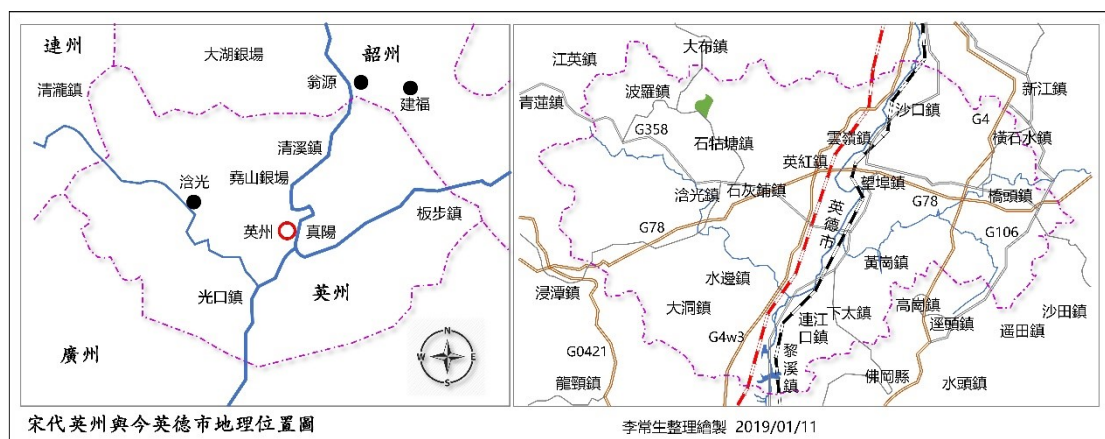 連州
大湖銀場
韶州
清瀧鎮
翁源
建福
清溪鎮
堯山銀場
浛光
板步鎮
英州
真陽
光口鎮
英州
廣州
N
W
E
S
宋代英州與今英德市地理位置圖
大布鎮
江英鎮
波羅鎮
新江鎮
青蓮鎮
沙口鎮
G4
G358
雲嶺鎮
橫石水鎮
石牯塘鎮
英紅鎮
浛光鎮
石灰鋪鎮
望埠鎮
橋頭鎮
英德市
G78
G78
G106
水邊鎮
黃崗鎮
浸潭鎮
大洞鎮
高崗鎮
沙田鎮
連江口鎮
下太鎮
逕頭鎮
遥田鎮
G4w3
G0421
黎溪鎮
佛岡縣
龍頸鎮
水頭鎮
李常生整理繪製 2019/01/11